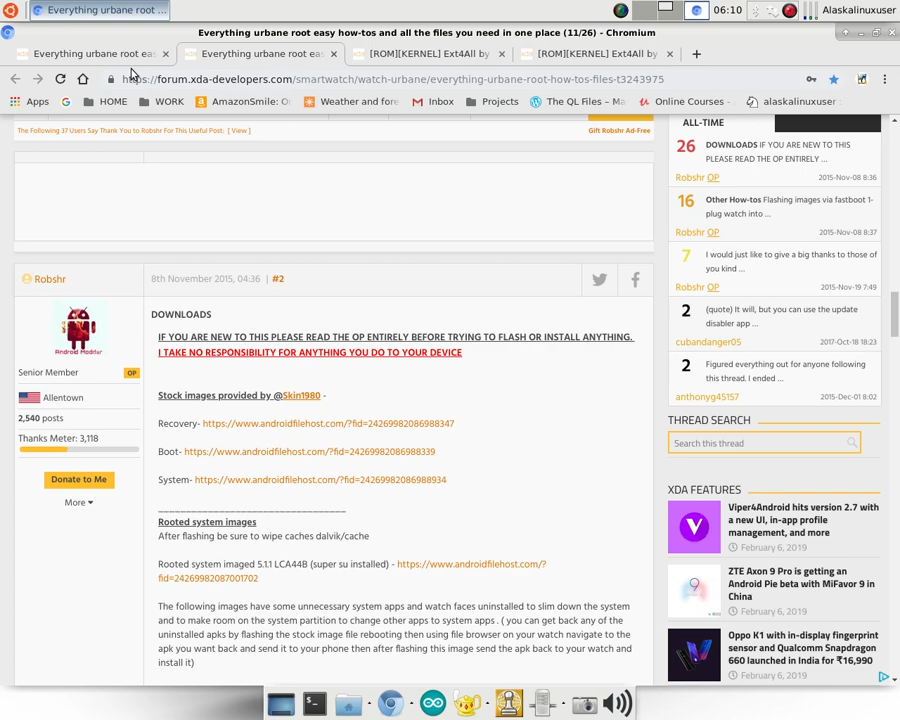 Everything urbane root ...
06:10
Alaskalinuxuser
Everything urbane root easy how-tos and all the files you need in one place (11/26) - Chromium
Everything urbane root eas
Everything urbane root eas
[ROM][KERNEL] Ext4All by
[ROM][KERNEL] Ext4All by
https://forum.xda-developers.com/smartwatch/watch-urbane/everything-urbane-root-how-tos-files-t3243975
Apps
HOME
WORK
AmazonSmile: On
Weather and fore
Inbox
Projects
The QL Files – Ma
Online Courses -
alaskalinuxuser
The Following 37 Users Say Thank You to Robshr For This Useful Post: [ View ]
Gift Robshr Ad-Free
Robshr
8th November 2015, 04:36 | #2
Android Modder
Senior Member
OP
Allentown
2,540 posts
Thanks Meter: 3,118
Donate to Me
More
DOWNLOADS
IF YOU ARE NEW TO THIS PLEASE READ THE OP ENTIRELY BEFORE TRYING TO FLASH OR INSTALL ANYTHING.
I TAKE NO RESPONSIBILITY FOR ANYTHING YOU DO TO YOUR DEVICE
Stock images provided by @Skin1980 -
Recovery- https://www.androidfilehost.com/?fid=24269982086988347
Boot- https://www.androidfilehost.com/?fid=24269982086988339
System- https://www.androidfilehost.com/?fid=24269982086988934
________________________________
Rooted system images
After flashing be sure to wipe caches dalvik/cache
Rooted system imaged 5.1.1 LCA44B (super su installed) - https://www.androidfilehost.com/?
fid=24269982087001702
The following images have some unnecessary system apps and watch faces uninstalled to slim down the system
and to make room on the system partition to change other apps to system apps . ( you can get back any of the
uninstalled apks by flashing the stock image file rebooting then using file browser on your watch navigate to the
apk you want back and send it to your phone then after flashing this image send the apk back to your watch and
install it)
ALL-TIME
26
DOWNLOADS IF YOU ARE NEW TO THIS
PLEASE READ THE OP ENTIRELY ...
Robshr OP
2015-Nov-08 8:36
16
Other How-tos Flashing images via fastboot 1-
plug watch into ...
Robshr OP
2015-Nov-08 8:37
7
I would just like to give a big thanks to those of
you kind ...
Robshr OP
2015-Nov-19 7:49
2
(quote) It will, but you can use the update
disabler app ...
cubandanger05
2017-Oct-18 18:23
2
Figured everything out for anyone following
this thread. I ended ...
anthonyg45157
2015-Dec-01 8:02
THREAD SEARCH
Search this thread
XDA FEATURES
Viper4Android hits version 2.7 with
a new UI, in-app profile
management, and more
February 6, 2019
ZTE Axon 9 Pro is getting an
Android Pie beta with MiFavor 9 in
China
February 6, 2019
Oppo K1 with in-display fingerprint
sensor and Qualcomm Snapdragon
660 launched in India for ₹16,990
February 6, 2019